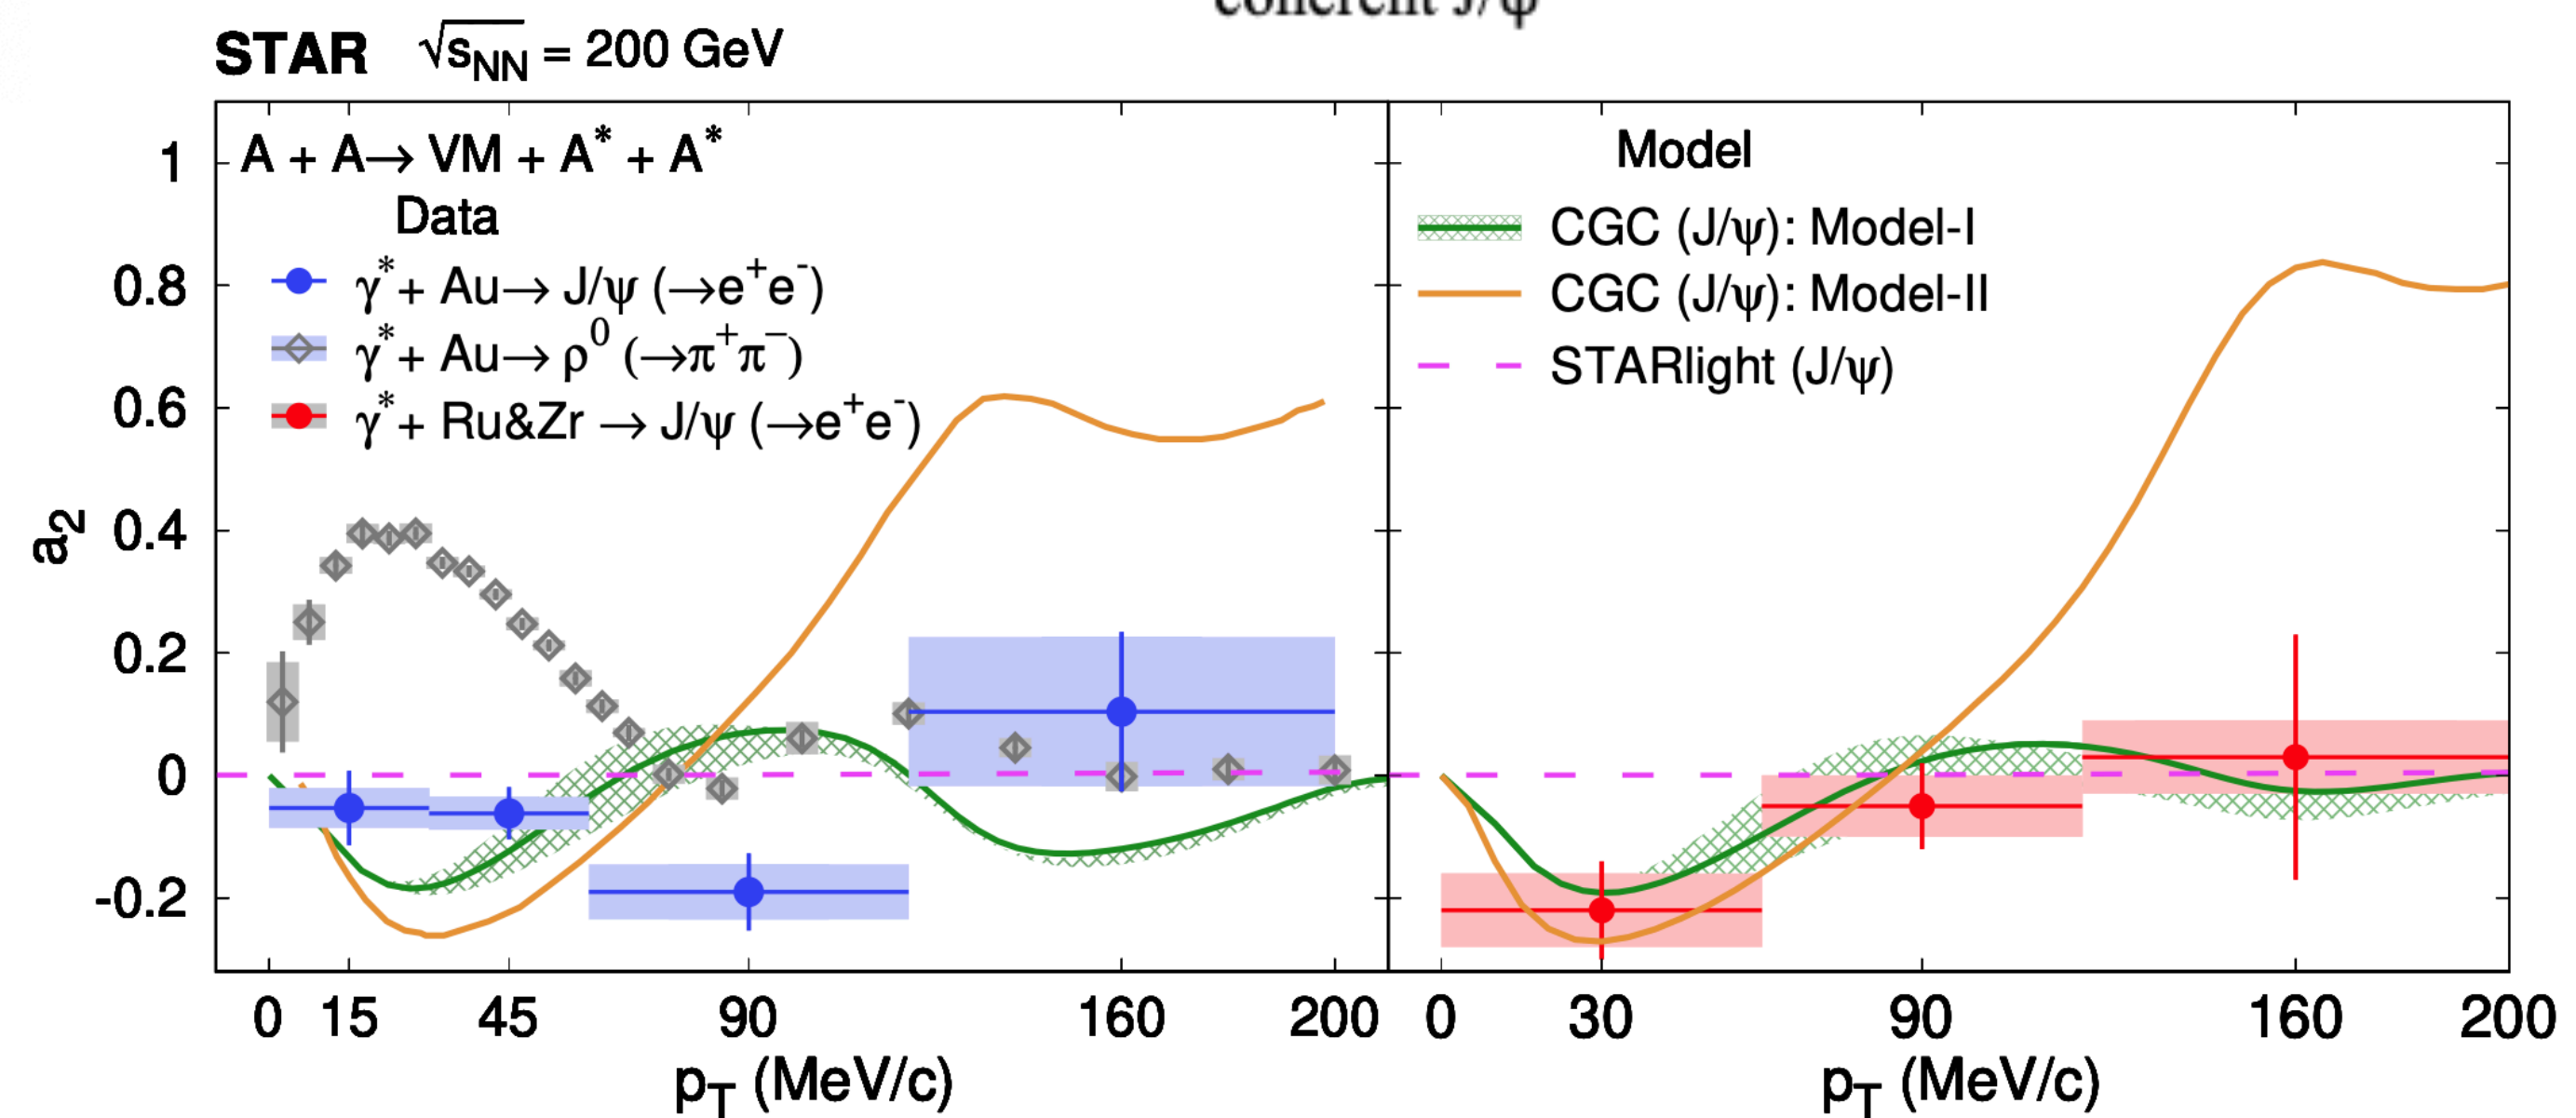 coherent J/ψ
STAR √s_NN = 200 GeV
A + A→ VM + A* + A*
Data
γ* + Au→ J/ψ (→e⁺e⁻)
γ* + Au→ ρ⁰ (→π⁺π⁻)
γ* + Ru&Zr → J/ψ (→e⁺e⁻)
Model
CGC (J/ψ): Model-I
CGC (J/ψ): Model-II
STARlight (J/ψ)
a₂
1
0.8
0.6
0.4
0.2
0
-0.2
0 15 45 90 160 200
0 30 90 160 200
p_T (MeV/c)
p_T (MeV/c)